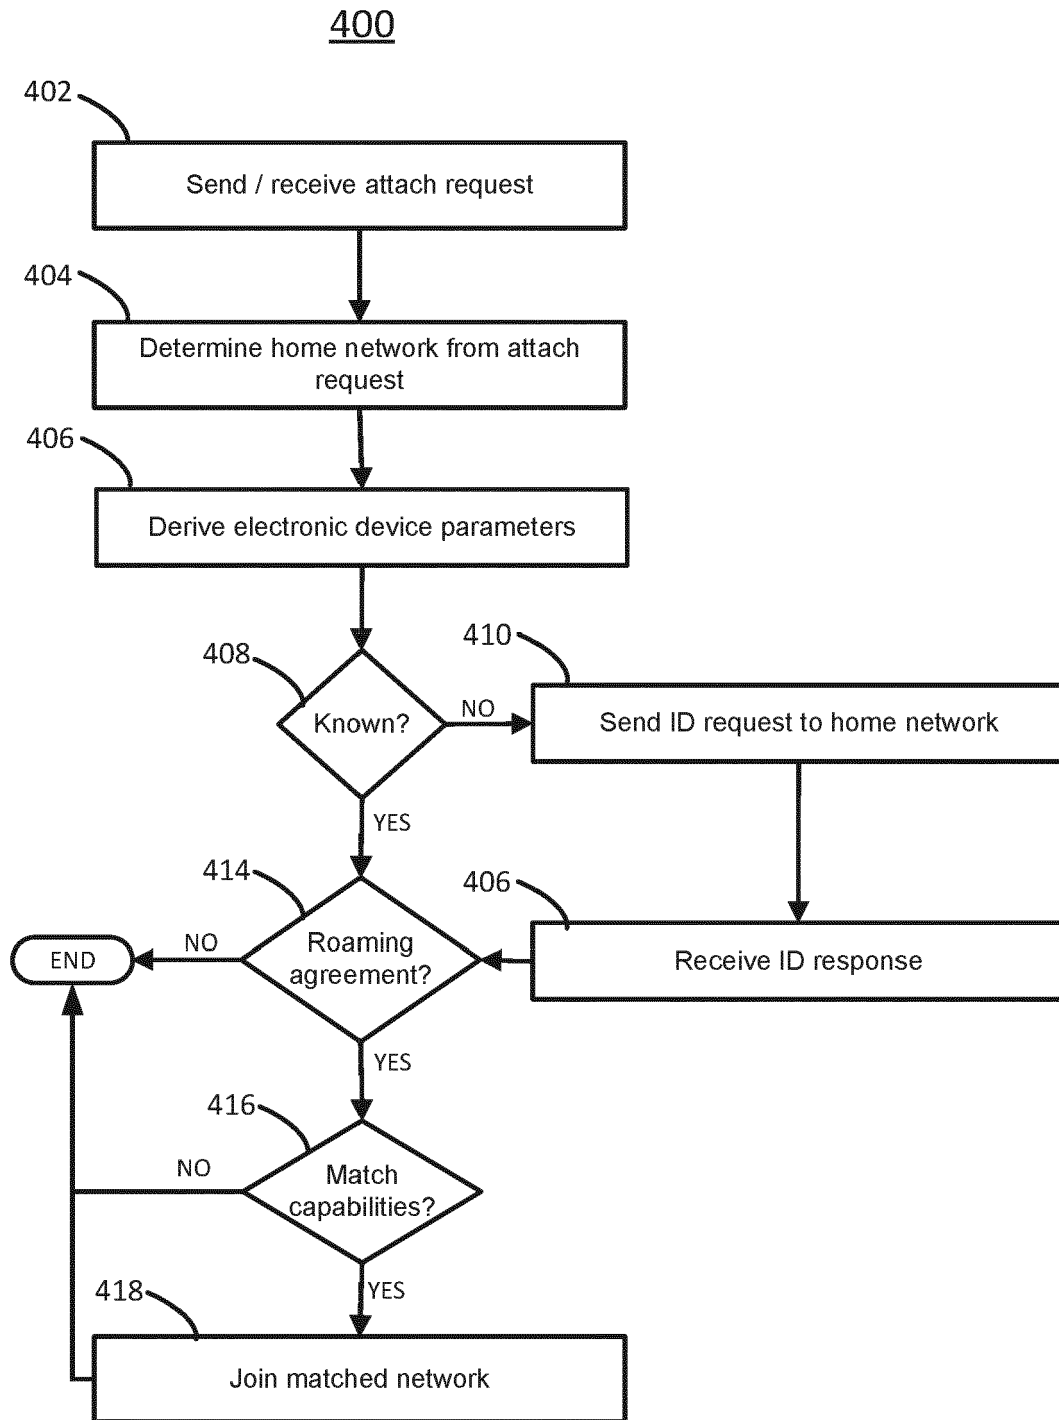 400
402
Send / receive attach request
404
Determine home network from attach
request
406
Derive electronic device parameters
408
Known?
NO
410
Send ID request to home network
YES
414
Roaming
agreement?
NO
END
406
Receive ID response
YES
416
Match
capabilities?
NO
YES
418
Join matched network